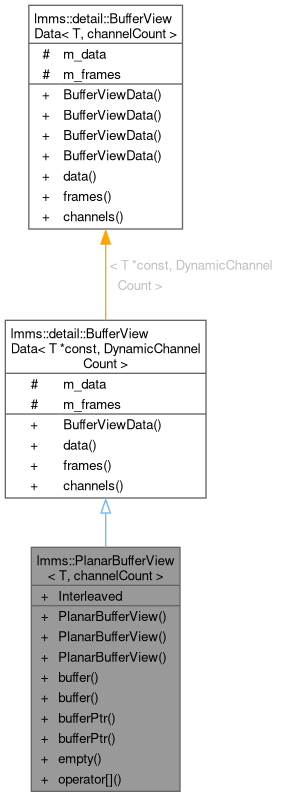 lmms::detail::BufferView
Data< T, channelCount >
# m_data
# m_frames
+ BufferViewData()
+ BufferViewData()
+ BufferViewData()
+ BufferViewData()
+ data()
+ frames()
+ channels()
< T *const, DynamicChannel
Count >
lmms::detail::BufferView
Data< T *const, DynamicChannel
Count >
# m_data
# m_frames
+ BufferViewData()
+ data()
+ frames()
+ channels()
lmms::PlanarBufferView
< T, channelCount >
+ Interleaved
+ PlanarBufferView()
+ PlanarBufferView()
+ PlanarBufferView()
+ buffer()
+ buffer()
+ bufferPtr()
+ bufferPtr()
+ empty()
+ operator[]()